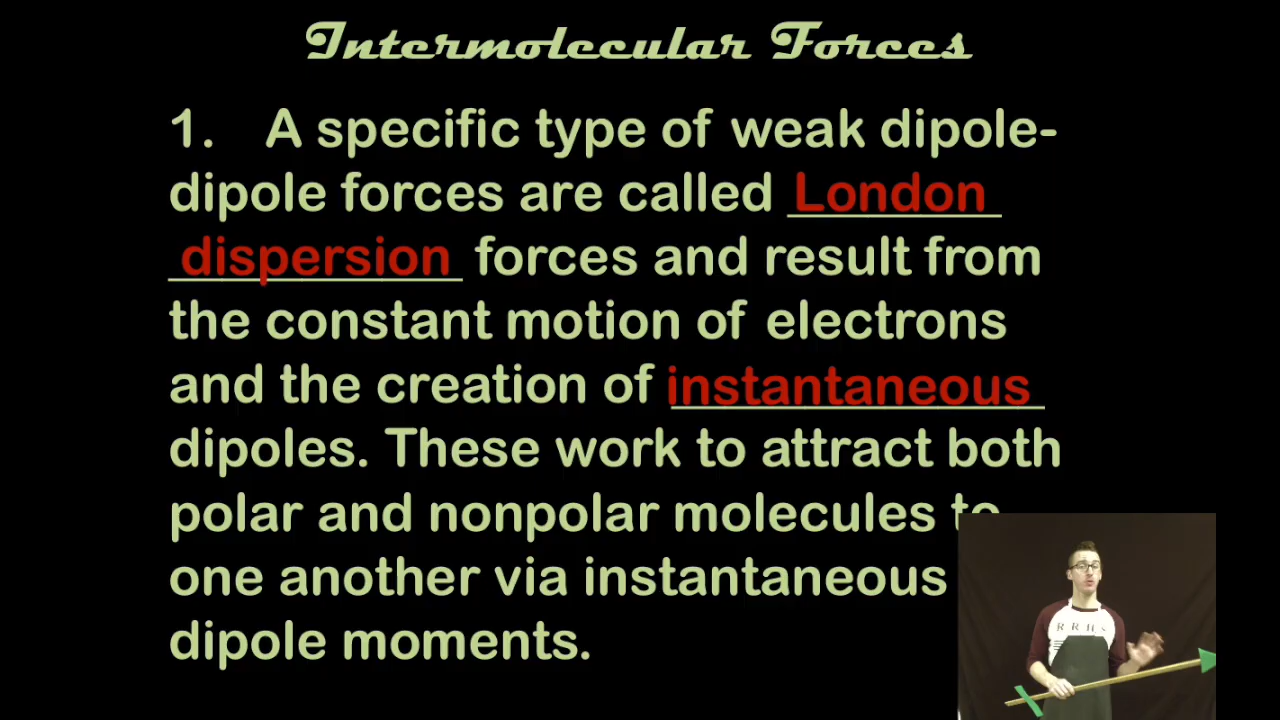 Intermolecular Forces
1. A specific type of weak dipole-
dipole forces are called London
dispersion forces and result from
the constant motion of electrons
and the creation of instantaneous
dipoles. These work to attract both
polar and nonpolar molecules to
one another via instantaneous
dipole moments.